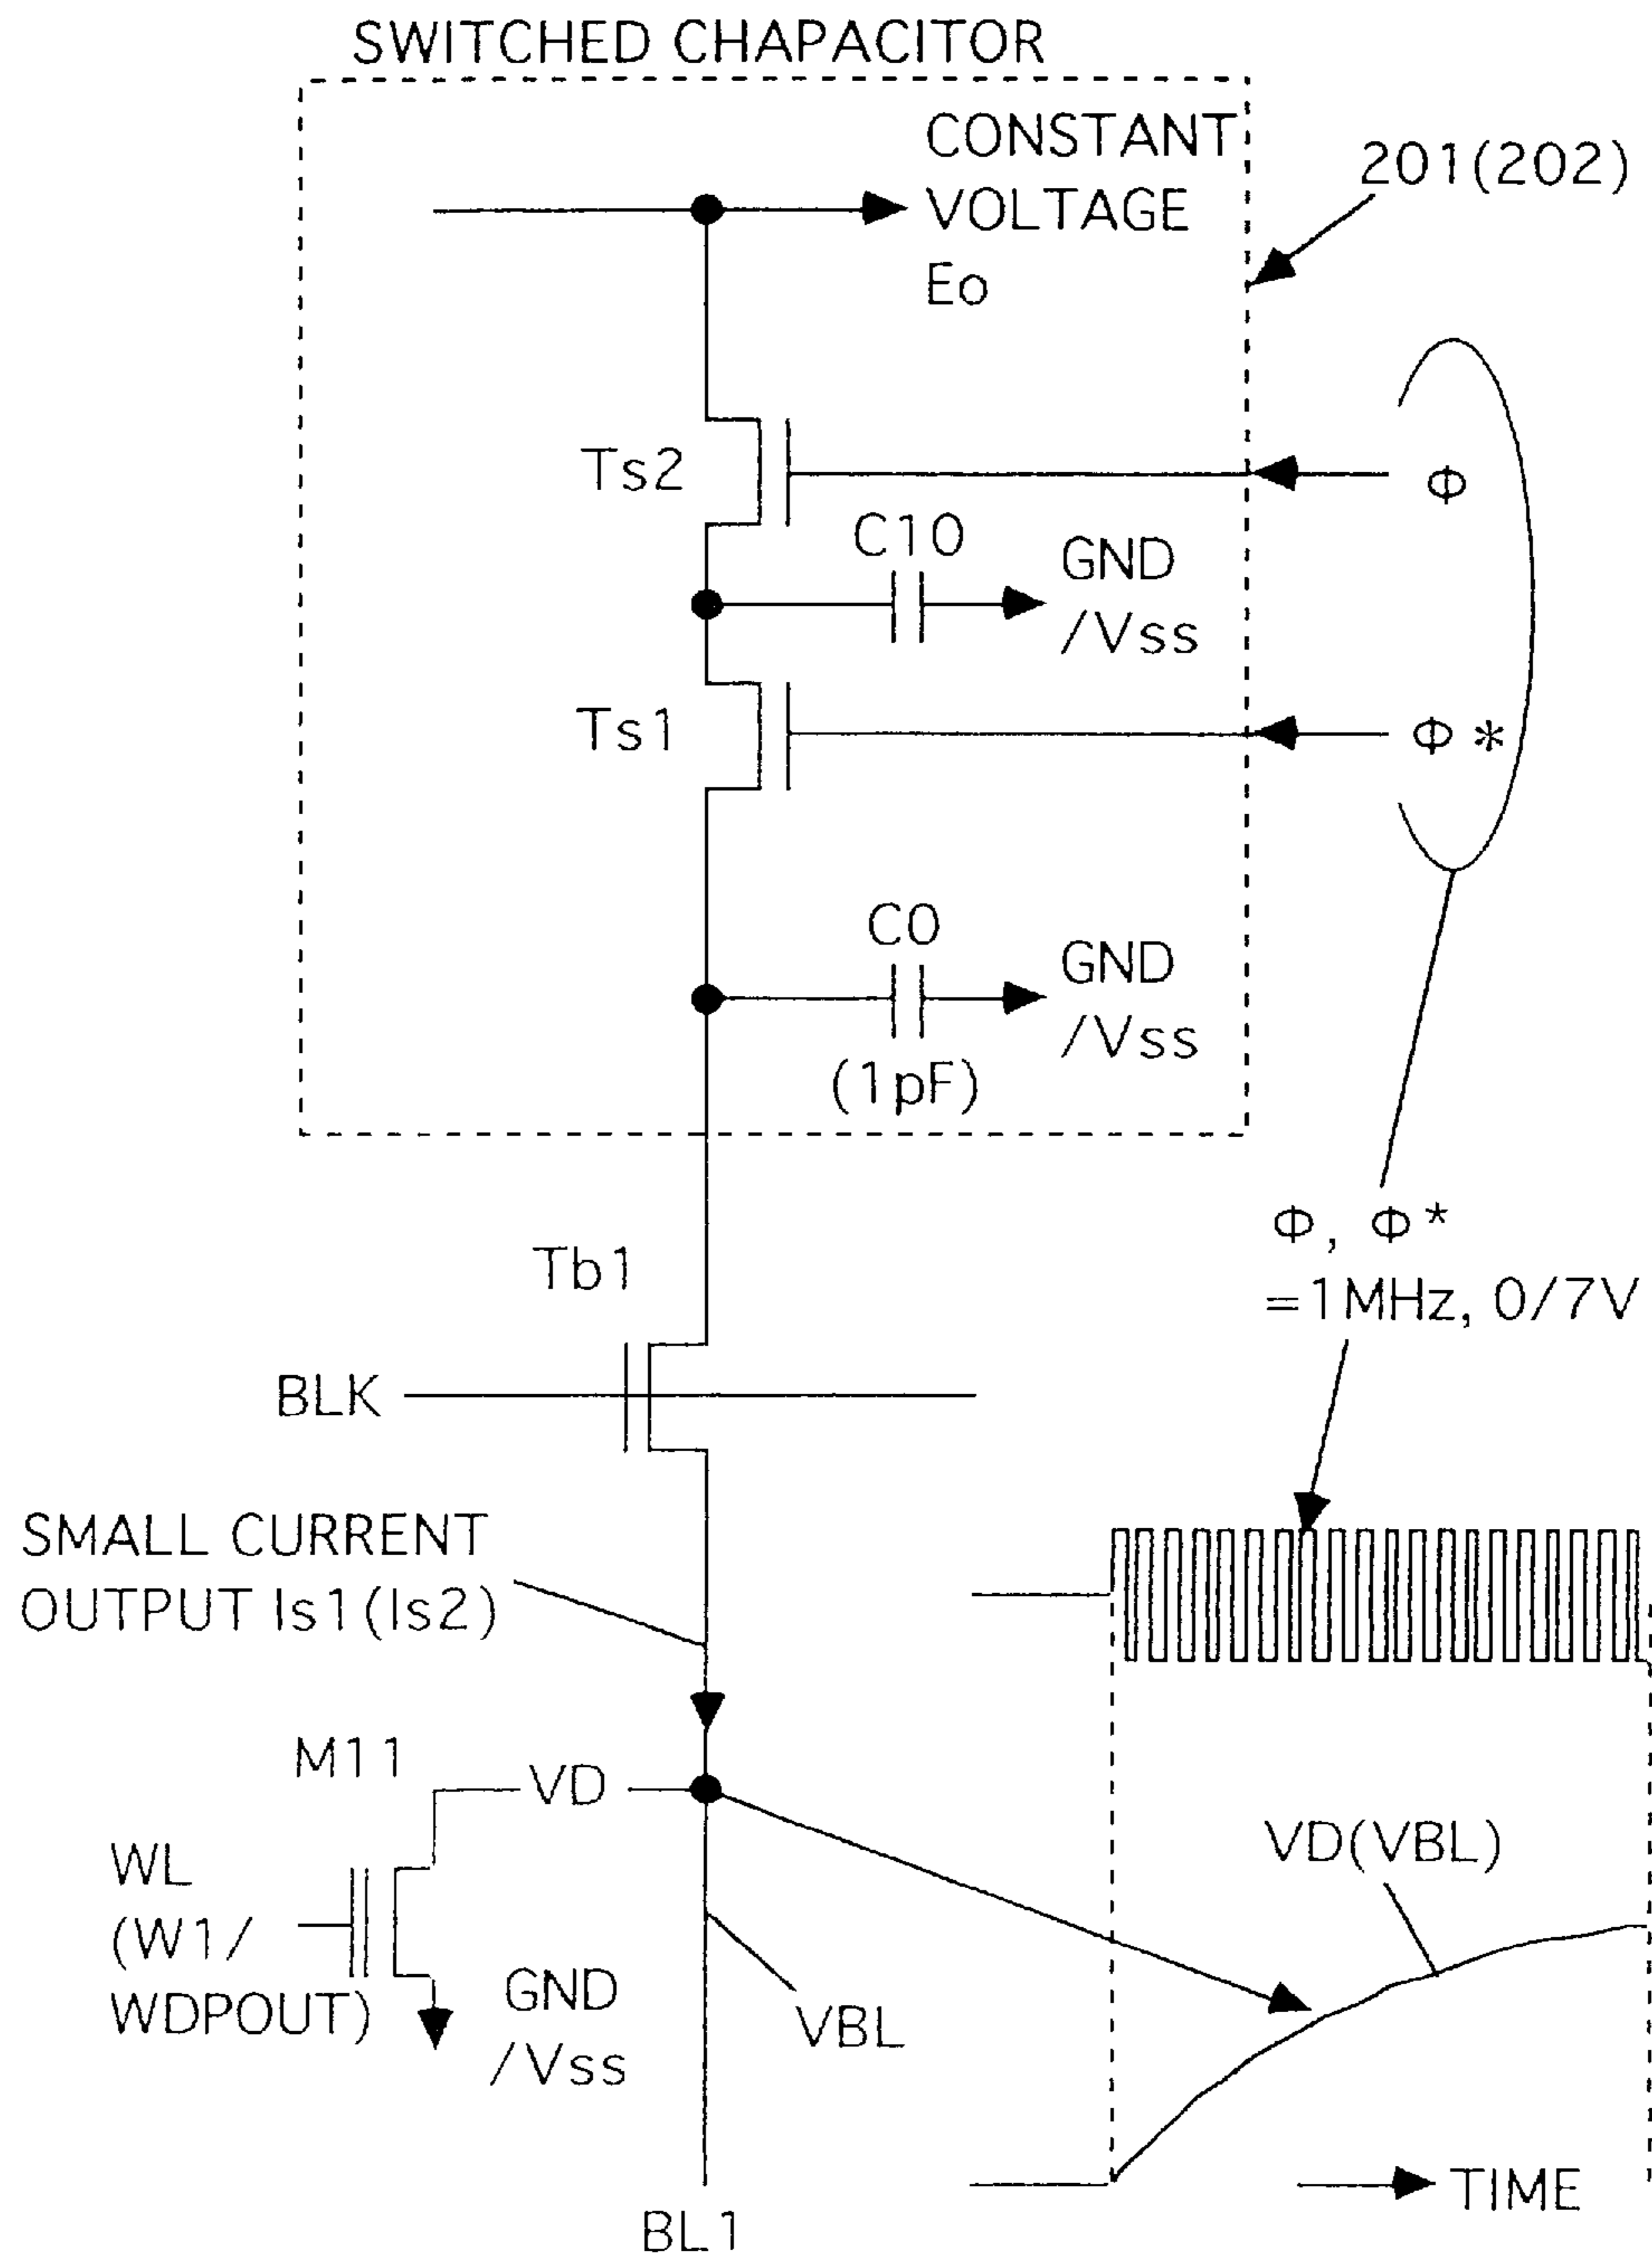 SWITCHED CHAPACITOR
CONSTANT
VOLTAGE
Eo
201(202)
Ts2
Φ
C10
GND
/Vss
Ts1
Φ*
C0
GND
/Vss
(1pF)
Φ, Φ*
=1MHz, 0/7V
Tb1
BLK
SMALL CURRENT
OUTPUT Is1(Is2)
M11
VD
WL
(W1/
WDPOUT)
GND
/Vss
VBL
VD(VBL)
TIME
BL1